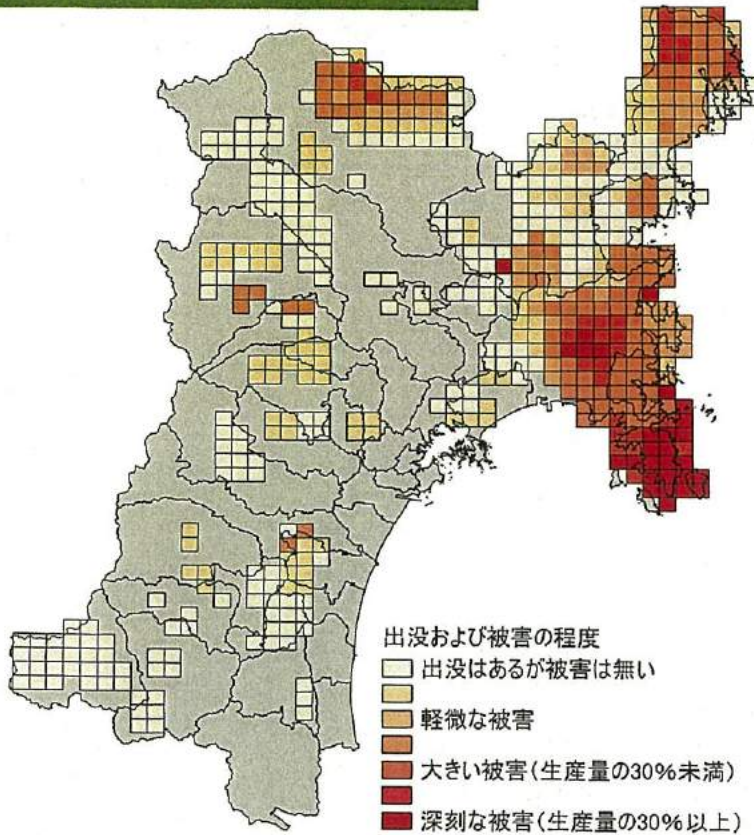 出没および被害の程度
出没はあるが被害は無い
軽微な被害
大きい被害(生産量の30%未満)
深刻な被害(生産量の30%以上)